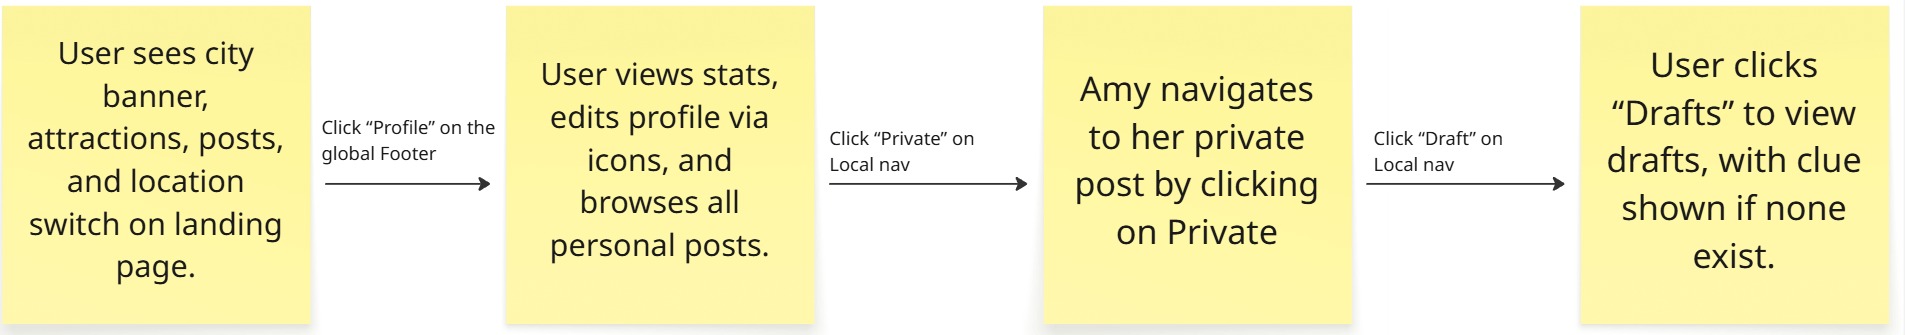 User sees city
banner,
attractions, posts,
and location
switch on landing
page.
Click “Profile” on the
global Footer
User views stats,
edits profile via
icons, and
browses all
personal posts.
Click “Private” on
Local nav
Amy navigates
to her private
post by clicking
on Private
Click “Draft” on
Local nav
User clicks
“Drafts” to view
drafts, with clue
shown if none
exist.